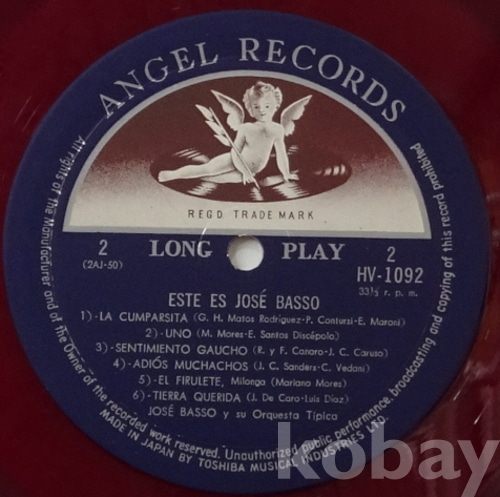 ANGEL RECORDS
REG'D. TRADE MARK
2 LONG PLAY 2
(2AJ-50) HV-1092
33⅓ r. p. m.
ESTE ES JOSÉ BASSO
1)-LA CUMPARSITA (G. H. Matos Rodriguez-P. Contursi-E. Maroni)
2)-UNO (M. Mores-E. Santos Discépolo)
3)-SENTIMIENTO GAUCHO (R. y F. Canaro-J. C. Caruso)
4)-ADIÓS MUCHACHOS (J. C. Sanders-C. Vedani)
5)-EL FIRULETE, Milonga (Mariano Mores)
6)-TIERRA QUERIDA (J. De Caro-Luis Diaz)
JOSÉ BASSO y su Orquesta Típica
All rights of the Manufacturer and of the Owner of the recorded work reserved. Unauthorized public performance, broadcasting and copying of this record prohibited
MADE IN JAPAN BY TOSHIBA MUSICAL INDUSTRIES LTD.
kobay